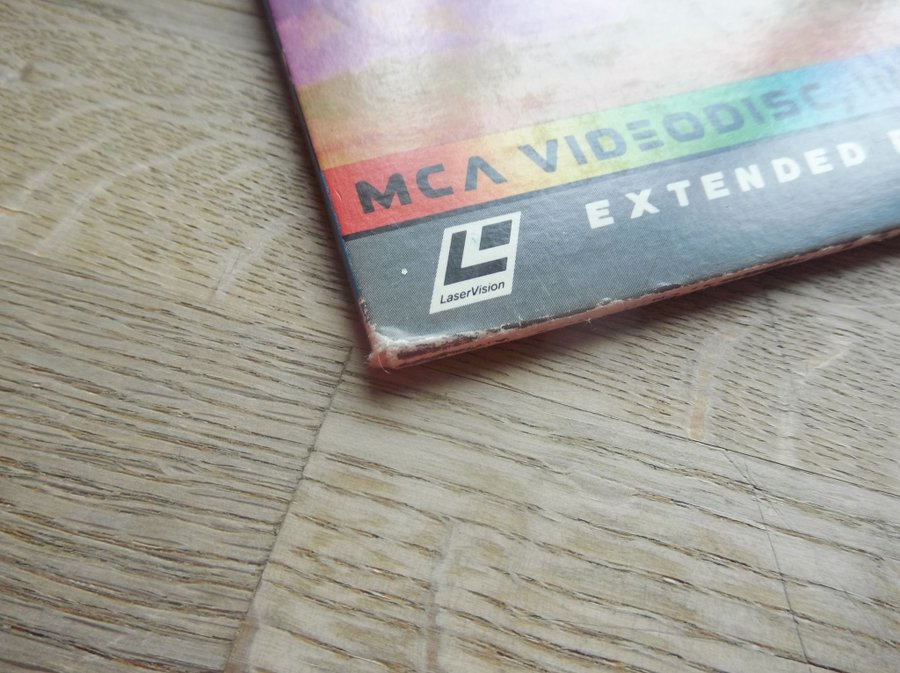 MCA VIDEODISC, I
EXTENDED
LaserVision